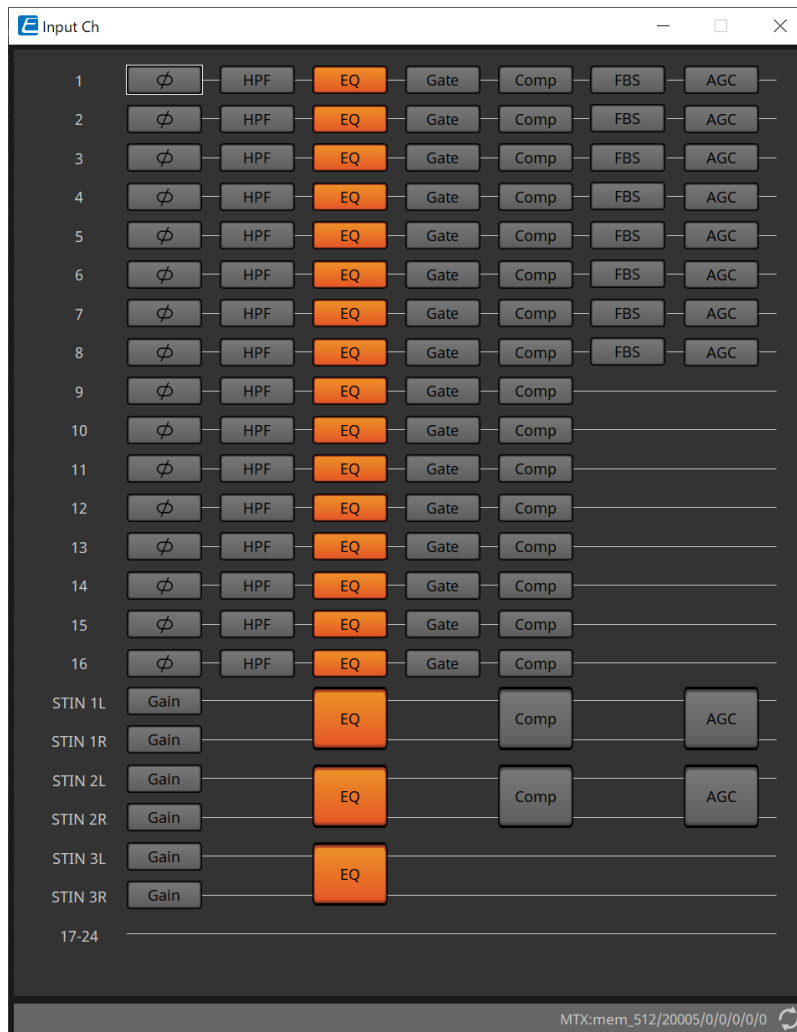 E Input Ch
1 ϕ HPF EQ Gate Comp FBS AGC
2 ϕ HPF EQ Gate Comp FBS AGC
3 ϕ HPF EQ Gate Comp FBS AGC
4 ϕ HPF EQ Gate Comp FBS AGC
5 ϕ HPF EQ Gate Comp FBS AGC
6 ϕ HPF EQ Gate Comp FBS AGC
7 ϕ HPF EQ Gate Comp FBS AGC
8 ϕ HPF EQ Gate Comp FBS AGC
9 ϕ HPF EQ Gate Comp
10 ϕ HPF EQ Gate Comp
11 ϕ HPF EQ Gate Comp
12 ϕ HPF EQ Gate Comp
13 ϕ HPF EQ Gate Comp
14 ϕ HPF EQ Gate Comp
15 ϕ HPF EQ Gate Comp
16 ϕ HPF EQ Gate Comp
STIN 1L Gain
EQ Comp AGC
STIN 1R Gain
STIN 2L Gain
EQ Comp AGC
STIN 2R Gain
STIN 3L Gain
EQ
STIN 3R Gain
17-24
MTX:mem_512/20005/0/0/0/0/0